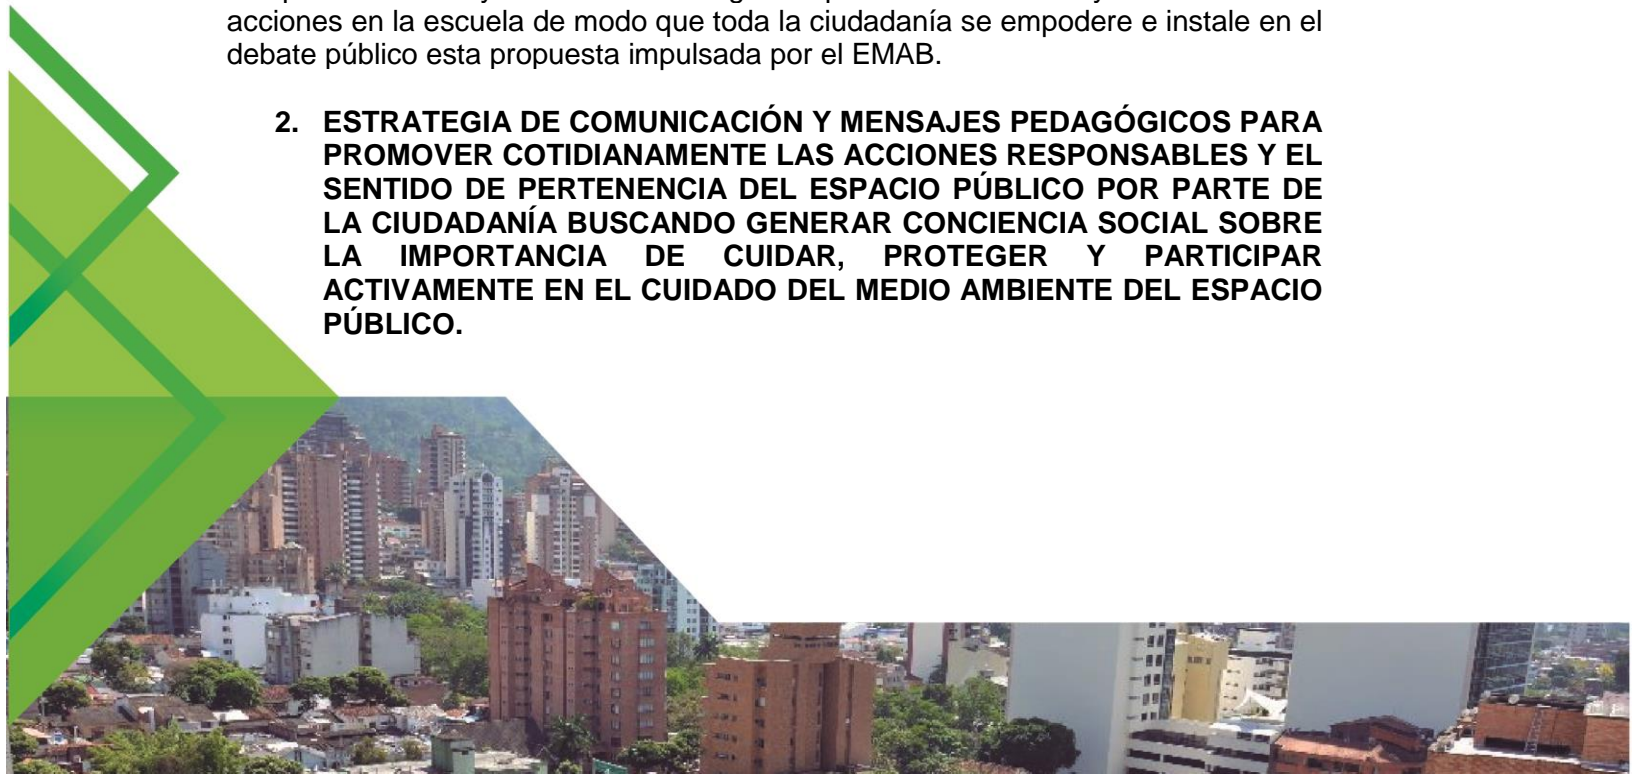 acciones en la escuela de modo que toda la ciudadanía se empodere e instale en el
debate público esta propuesta impulsada por el EMAB.
2. ESTRATEGIA DE COMUNICACIÓN Y MENSAJES PEDAGÓGICOS PARA
PROMOVER COTIDIANAMENTE LAS ACCIONES RESPONSABLES Y EL
SENTIDO DE PERTENENCIA DEL ESPACIO PÚBLICO POR PARTE DE
LA CIUDADANÍA BUSCANDO GENERAR CONCIENCIA SOCIAL SOBRE
LA IMPORTANCIA DE CUIDAR, PROTEGER Y PARTICIPAR
ACTIVAMENTE EN EL CUIDADO DEL MEDIO AMBIENTE DEL ESPACIO
PÚBLICO.